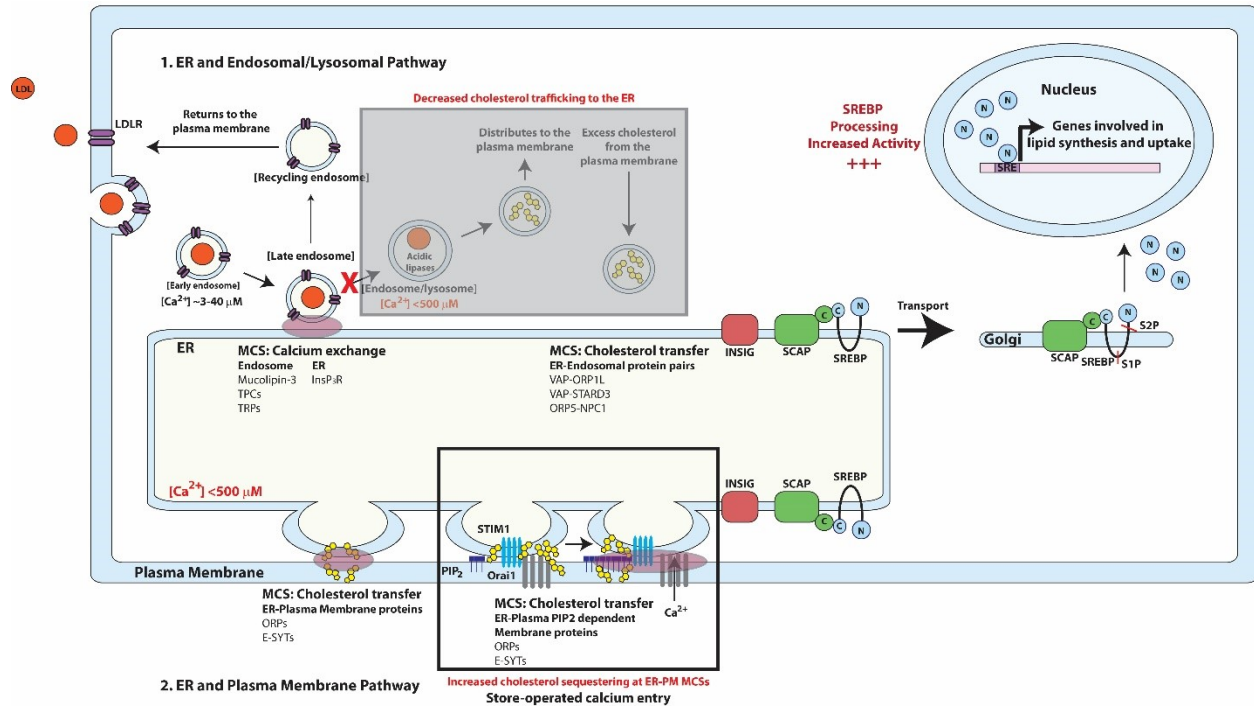 1. ER and Endosomal/Lysosomal Pathway
LDL
LDLR
Returns to the
plasma membrane
[Recycling endosome]
[Late endosome]
[Early endosome]
[Ca²⁺] ~3-40 μM
X
Decreased cholesterol trafficking to the ER
Distributes to the
plasma membrane
Excess cholesterol
from the
plasma membrane
Acidic
lipases
[Endosome/lysosome]
[Ca²⁺] <500 μM
SREBP
Processing
Increased Activity
+++
Nucleus
N
N
N
N
N
N
Genes involved in
lipid synthesis and uptake
SRE
N
N
N
N
N
Transport
Golgi
SCAP
C
C
N
SREBP
S2P
S1P
ER
MCS: Calcium exchange
Endosome ER
Mucolipin-3 InsP₃R
TPCs
TRPs
MCS: Cholesterol transfer
ER-Endosomal protein pairs
VAP-ORP1L
VAP-STARD3
ORP5-NPC1
INSIG
SCAP
C
C
N
SREBP
[Ca²⁺] <500 μM
INSIG
SCAP
SREBP
C
C
N
STIM1
PIP₂
Orai1
Ca²⁺
Plasma Membrane
MCS: Cholesterol transfer
ER-Plasma Membrane proteins
ORPs
E-SYTs
MCS: Cholesterol transfer
ER-Plasma PIP2 dependent
Membrane proteins
ORPs
E-SYTs
2. ER and Plasma Membrane Pathway
Increased cholesterol sequestering at ER-PM MCSs
Store-operated calcium entry